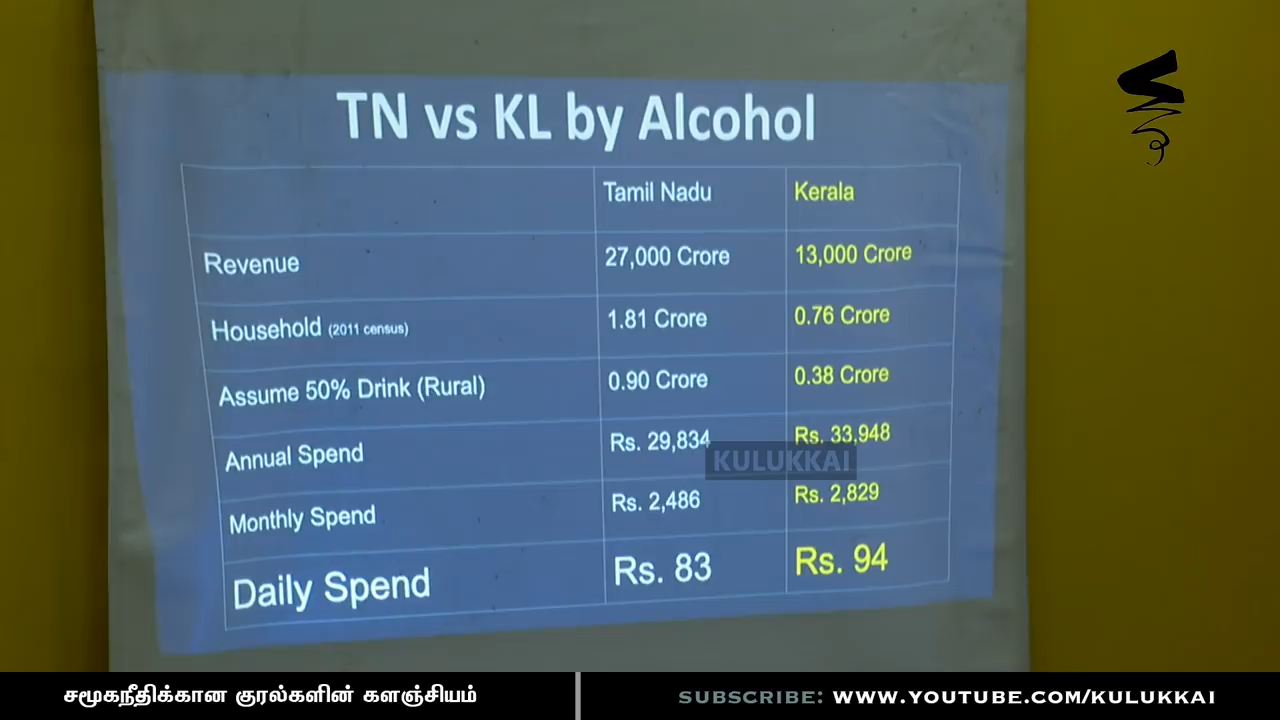 TN vs KL by Alcohol
Tamil Nadu Kerala
Revenue 27,000 Crore 13,000 Crore
Household (2011 census) 1.81 Crore 0.76 Crore
Assume 50% Drink (Rural) 0.90 Crore 0.38 Crore
Annual Spend Rs. 29,834 Rs. 33,948
KULUKKAI
Monthly Spend Rs. 2,486 Rs. 2,829
Daily Spend Rs. 83 Rs. 94
சமூகநீதிக்கான குரல்களின் களஞ்சியம்
SUBSCRIBE: WWW.YOUTUBE.COM/KULUKKAI